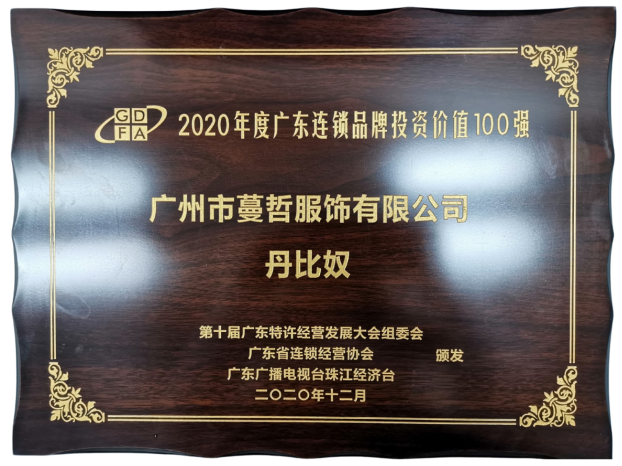 GD
FA
2020年度广东连锁品牌投资价值100强
广州市蔓哲服饰有限公司
丹比奴
第十届广东特许经营发展大会组委会
广东省连锁经营协会 颁发
广东广播电视台珠江经济台
二〇二〇年十二月